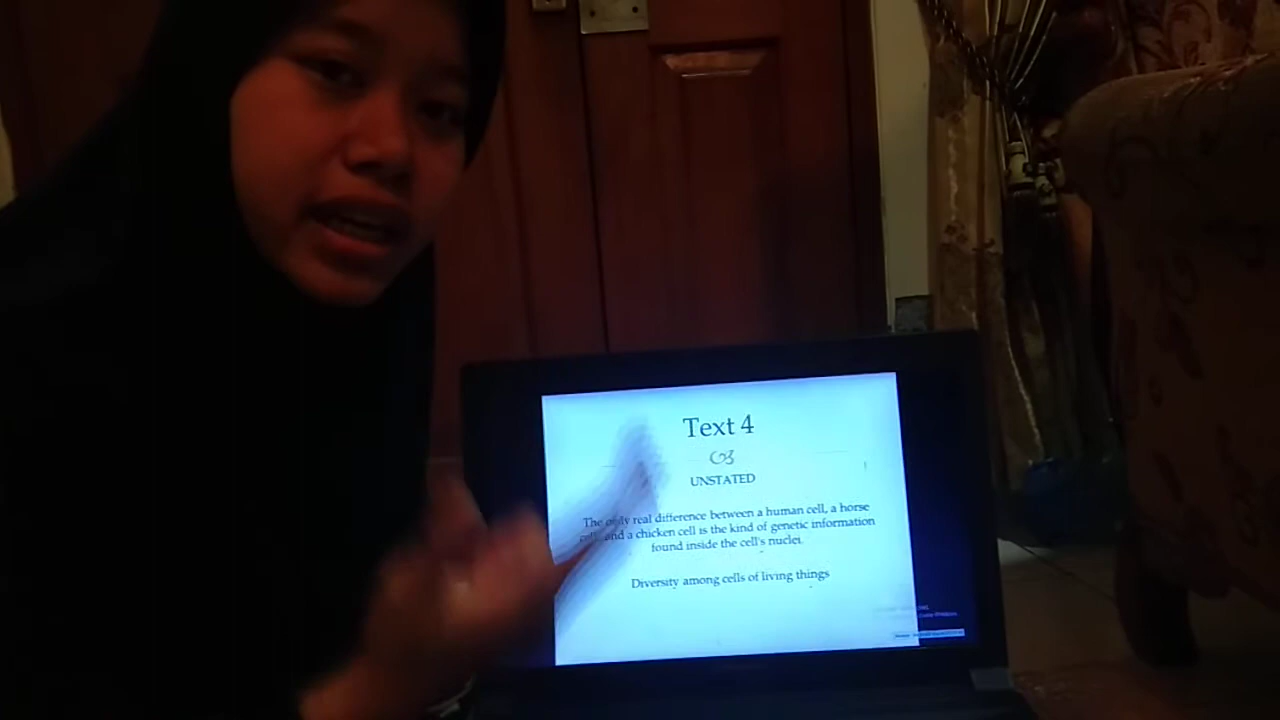 Text 4
UNSTATED
The only real difference between a human cell, a horse
cell, and a chicken cell is the kind of genetic information
found inside the cell's nuclei.
Diversity among cells of living things